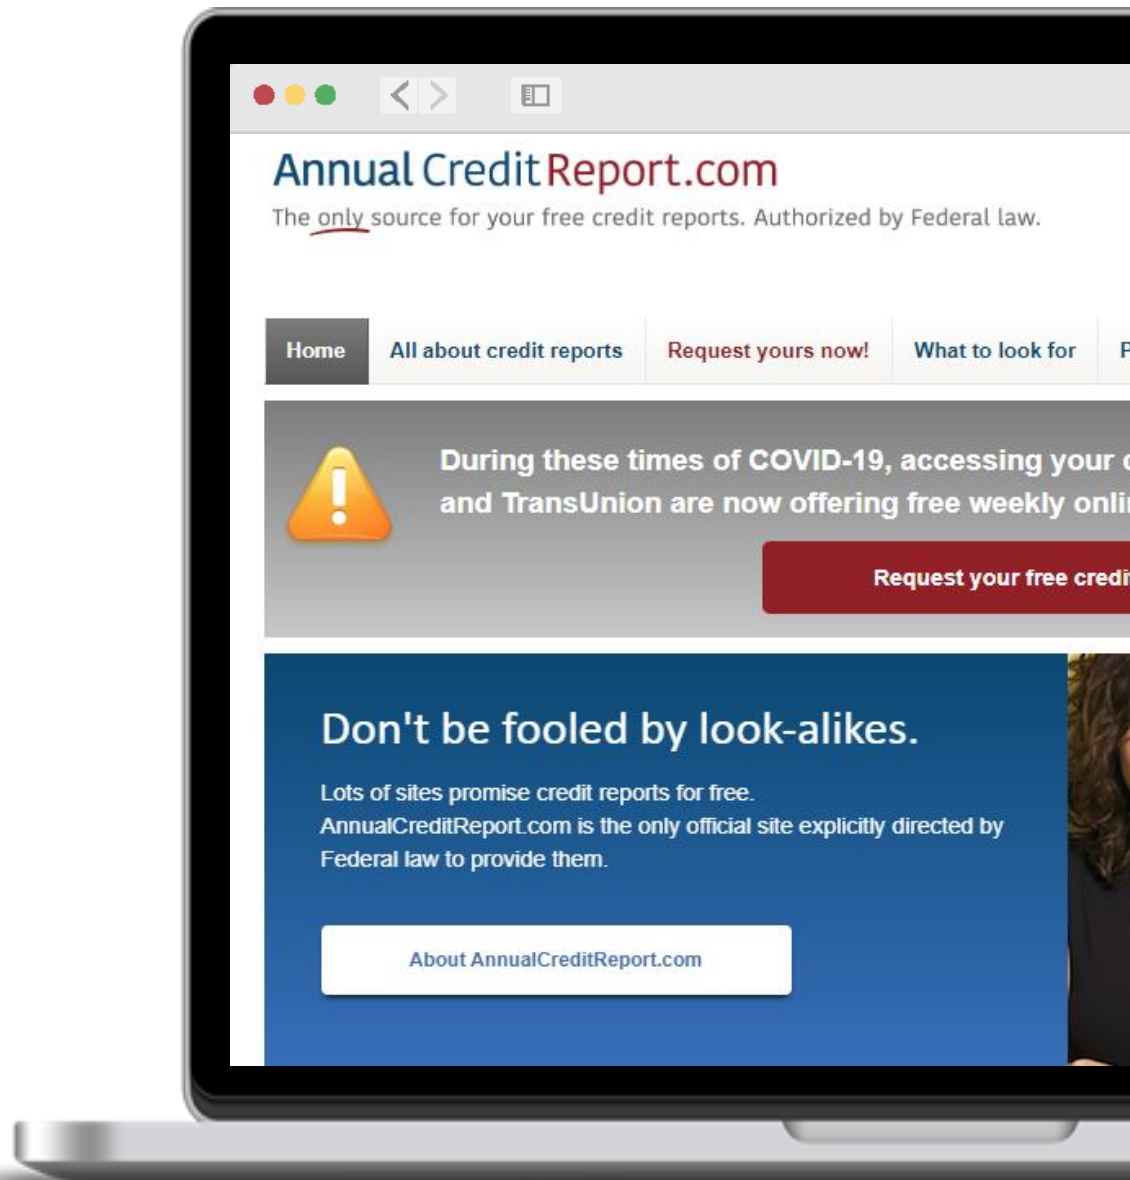 AnnualCreditReport.com
The only source for your free credit reports. Authorized by Federal law.
Home All about credit reports Request yours now! What to look for
During these times of COVID-19, accessing your
and TransUnion are now offering free weekly
Request your free
Don't be fooled by look-alikes.
Lots of sites promise credit reports for free.
AnnualCreditReport.com is the only official site explicitly directed by
Federal law to provide them.
About AnnualCreditReport.com